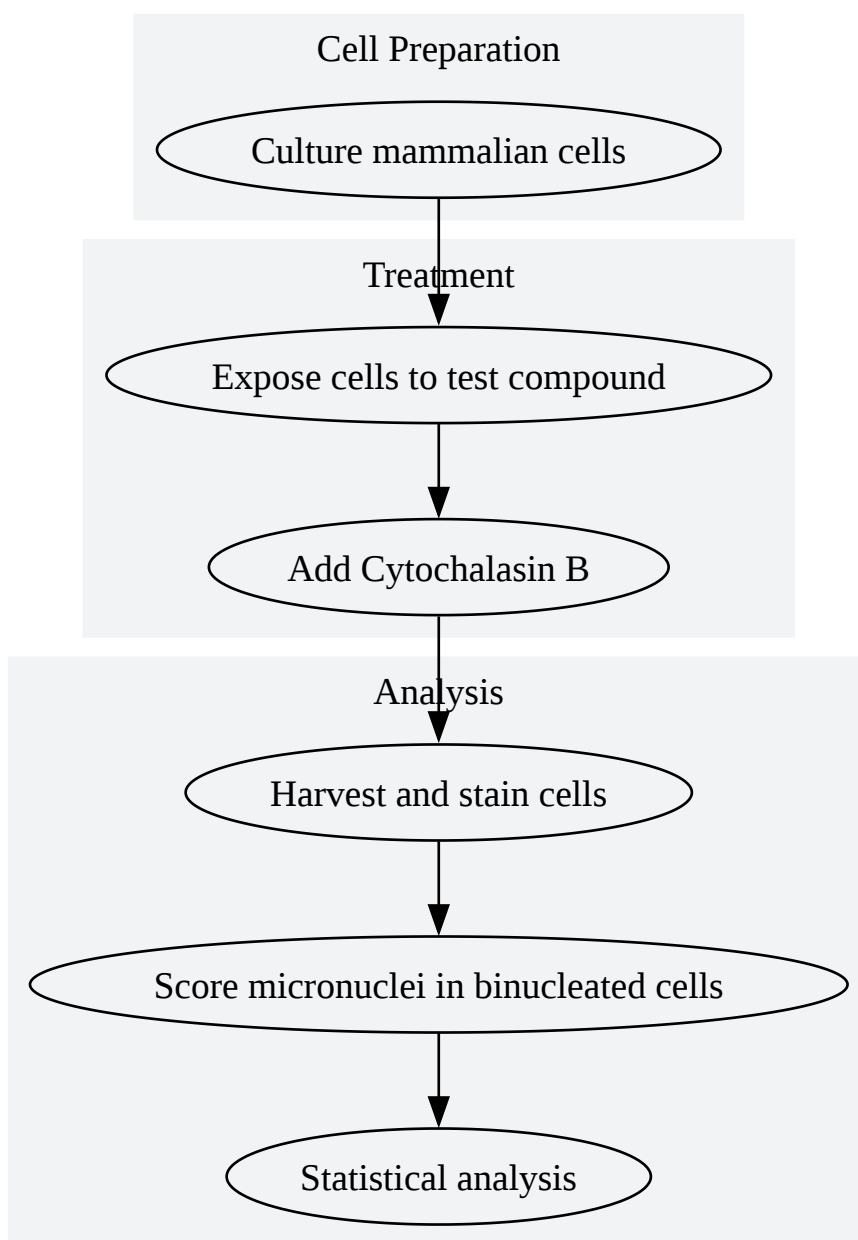 Cell Preparation
Culture mammalian cells
Treatment
Expose cells to test compound
Add Cytochalasin B
Analysis
Harvest and stain cells
Score micronuclei in binucleated cells
Statistical analysis